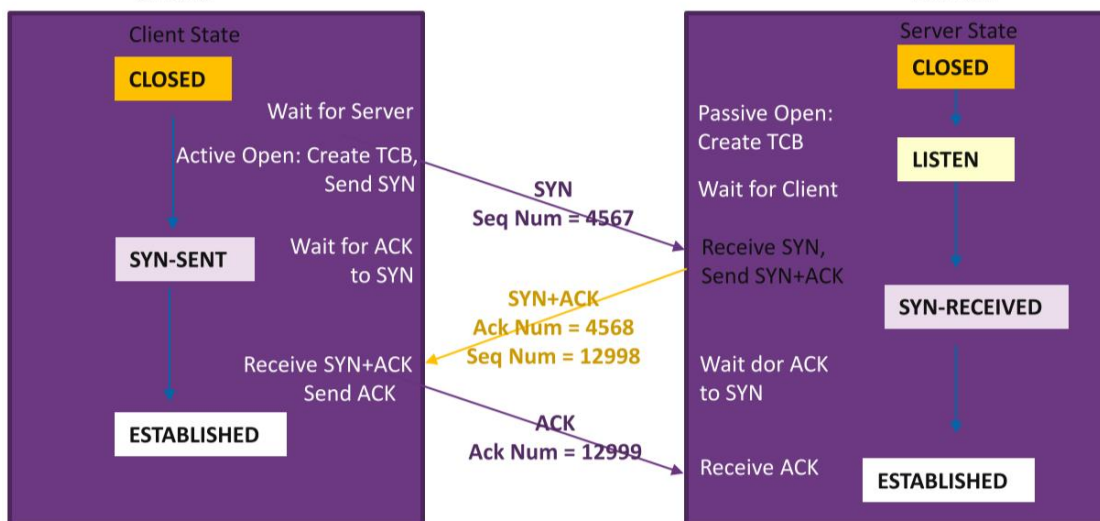 Client State
CLOSED
Wait for Server
Active Open: Create TCB,
Send SYN
SYN-SENT
Wait for ACK
to SYN
Receive SYN+ACK
Send ACK
ESTABLISHED
SYN
Seq Num = 4567
SYN+ACK
Ack Num = 4568
Seq Num = 12998
ACK
Ack Num = 12999
Server State
CLOSED
Passive Open:
Create TCB
LISTEN
Wait for Client
Receive SYN,
Send SYN+ACK
SYN-RECEIVED
Wait dor ACK
to SYN
Receive ACK
ESTABLISHED